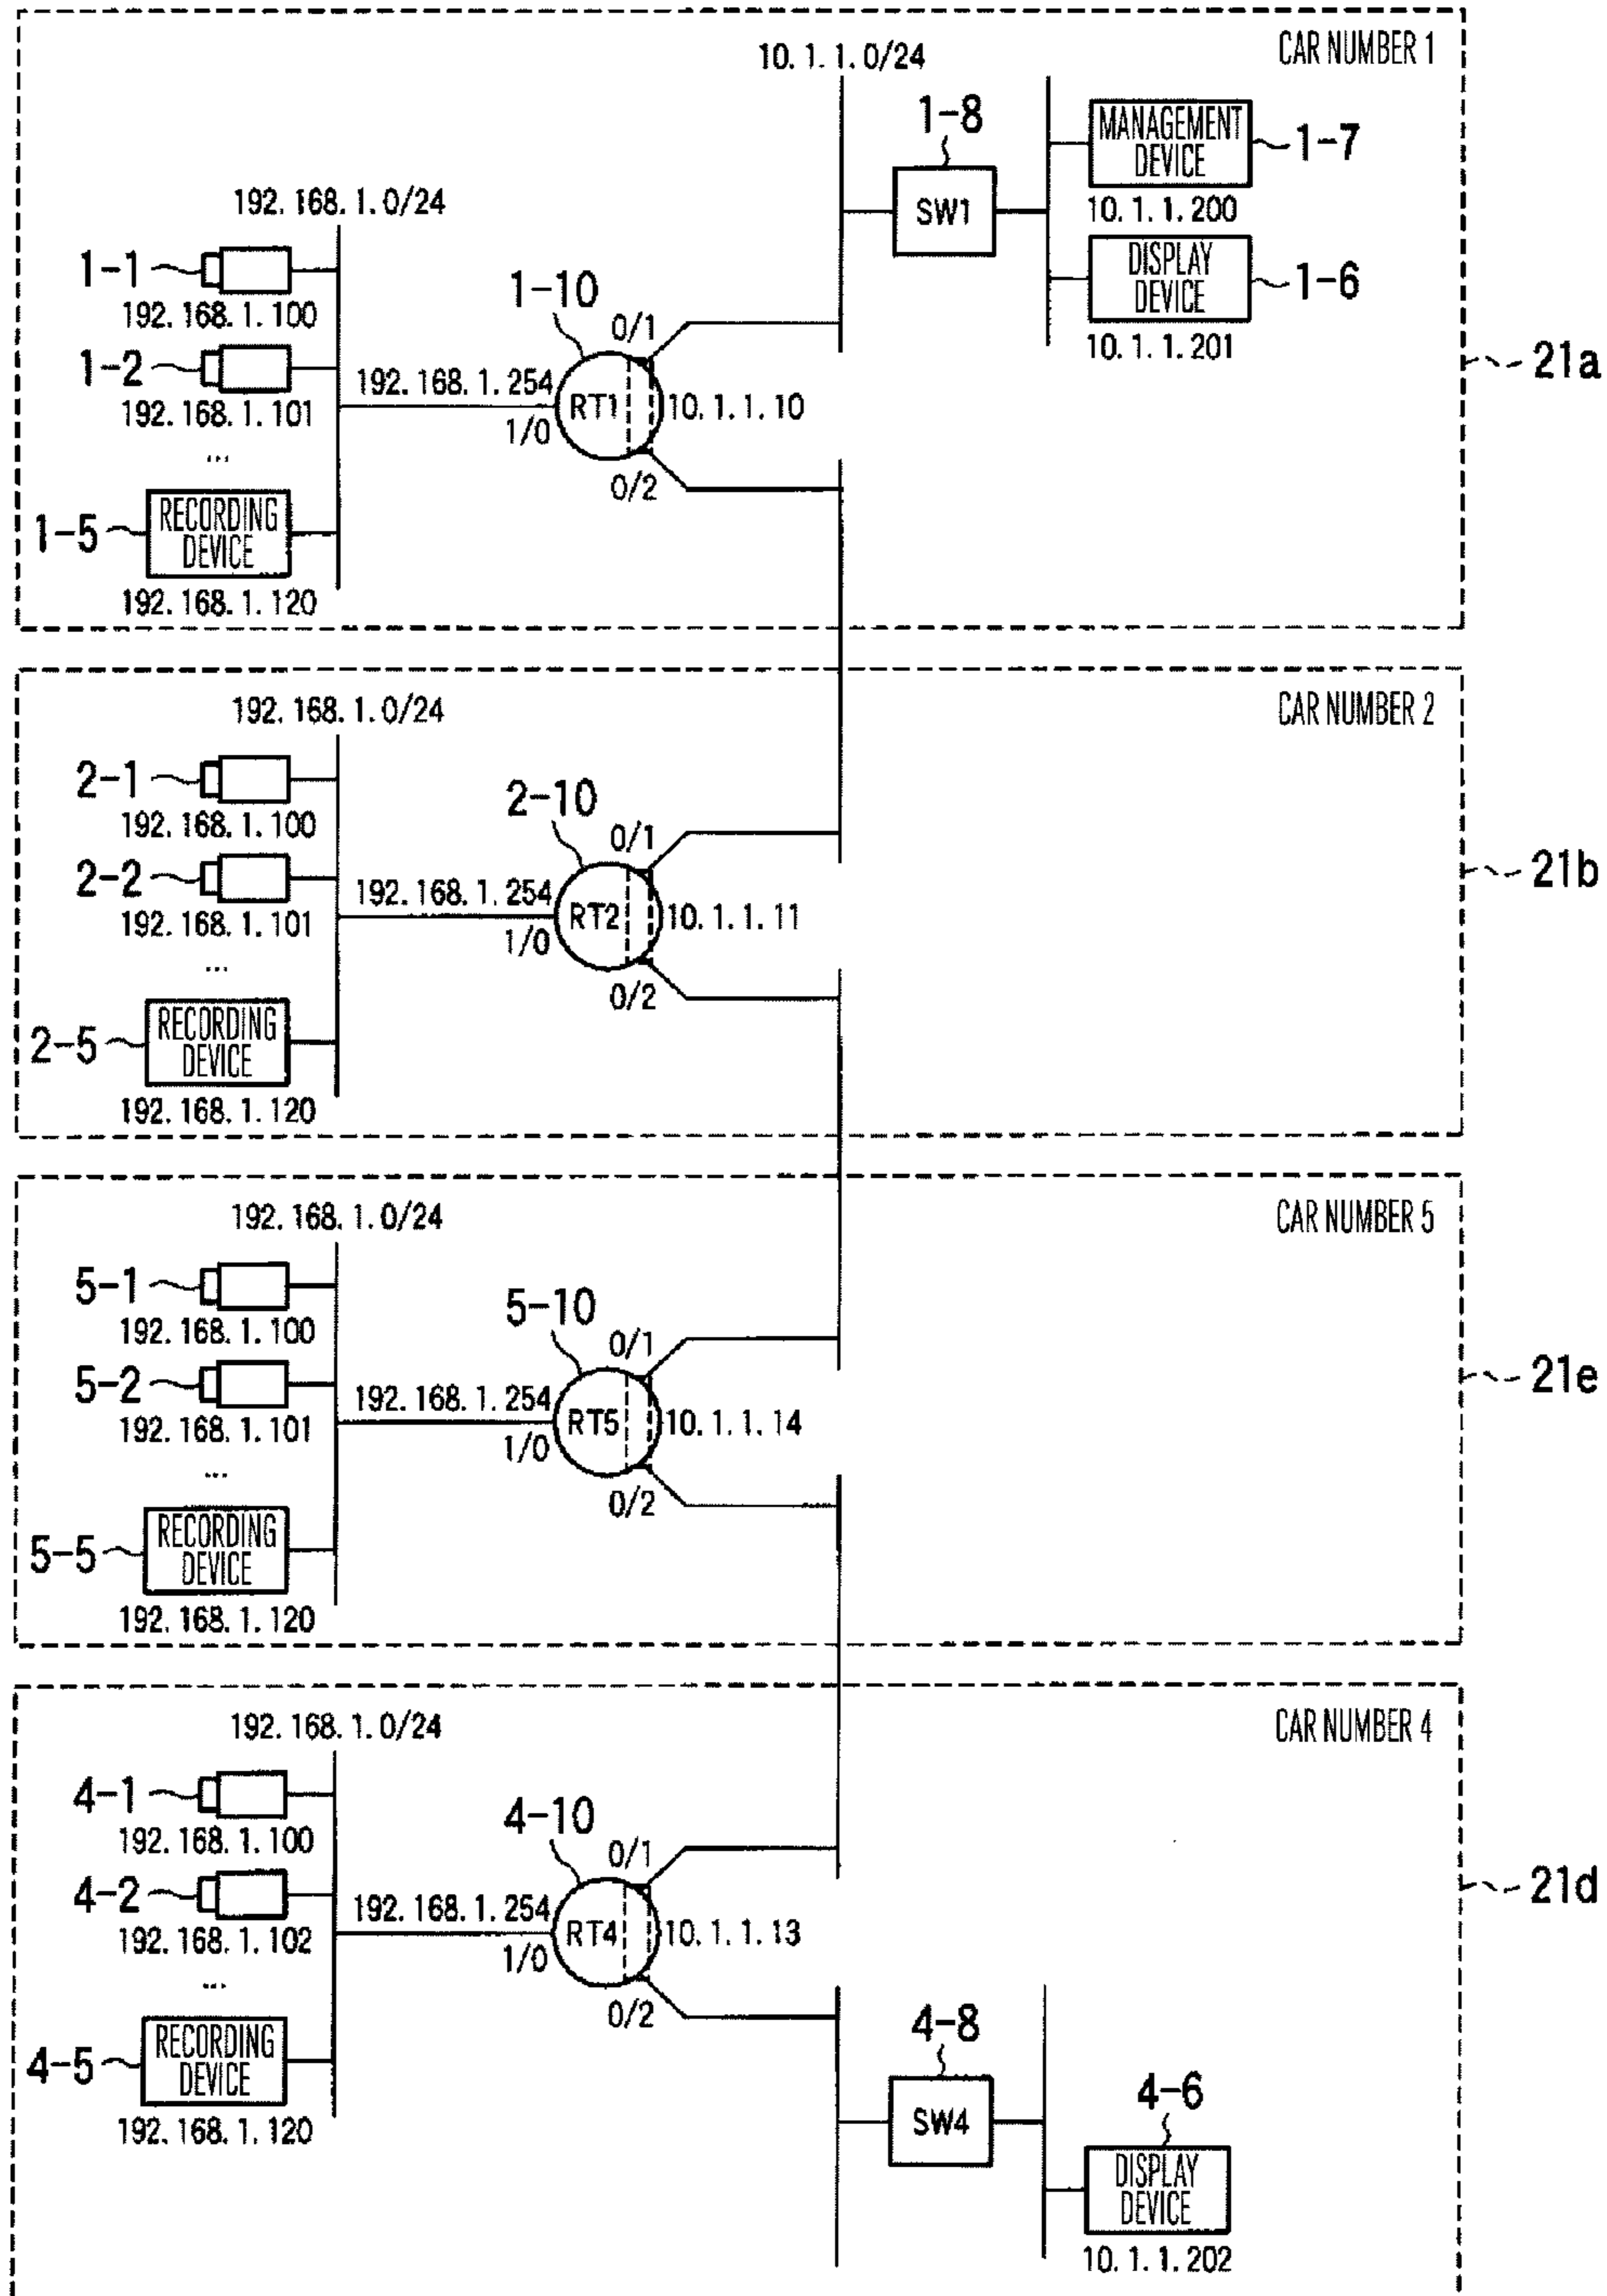 CAR NUMBER 1
10. 1. 1. 0/24
1-8
MANAGEMENT
DEVICE
1-7
SW1
10. 1. 1. 200
192. 168. 1. 0/24
DISPLAY
DEVICE
1-6
10. 1. 1. 201
1-1
192. 168. 1. 100
1-10
0/1
1-2
192. 168. 1. 254
21a
192. 168. 1. 101
RT1
10. 1. 1. 10
1/0
...
0/2
1-5
RECORDING
DEVICE
192. 168. 1. 120
CAR NUMBER 2
192. 168. 1. 0/24
2-1
192. 168. 1. 100
2-10
0/1
2-2
192. 168. 1. 254
21b
192. 168. 1. 101
RT2
10. 1. 1. 11
1/0
...
0/2
2-5
RECORDING
DEVICE
192. 168. 1. 120
CAR NUMBER 5
192. 168. 1. 0/24
5-1
192. 168. 1. 100
5-10
0/1
5-2
192. 168. 1. 254
21e
192. 168. 1. 101
RT5
10. 1. 1. 14
1/0
...
0/2
5-5
RECORDING
DEVICE
192. 168. 1. 120
CAR NUMBER 4
192. 168. 1. 0/24
4-1
192. 168. 1. 100
4-10
0/1
4-2
192. 168. 1. 254
21d
192. 168. 1. 102
RT4
10. 1. 1. 13
1/0
...
0/2
4-8
4-5
RECORDING
DEVICE
192. 168. 1. 120
SW4
4-6
DISPLAY
DEVICE
10. 1. 1. 202